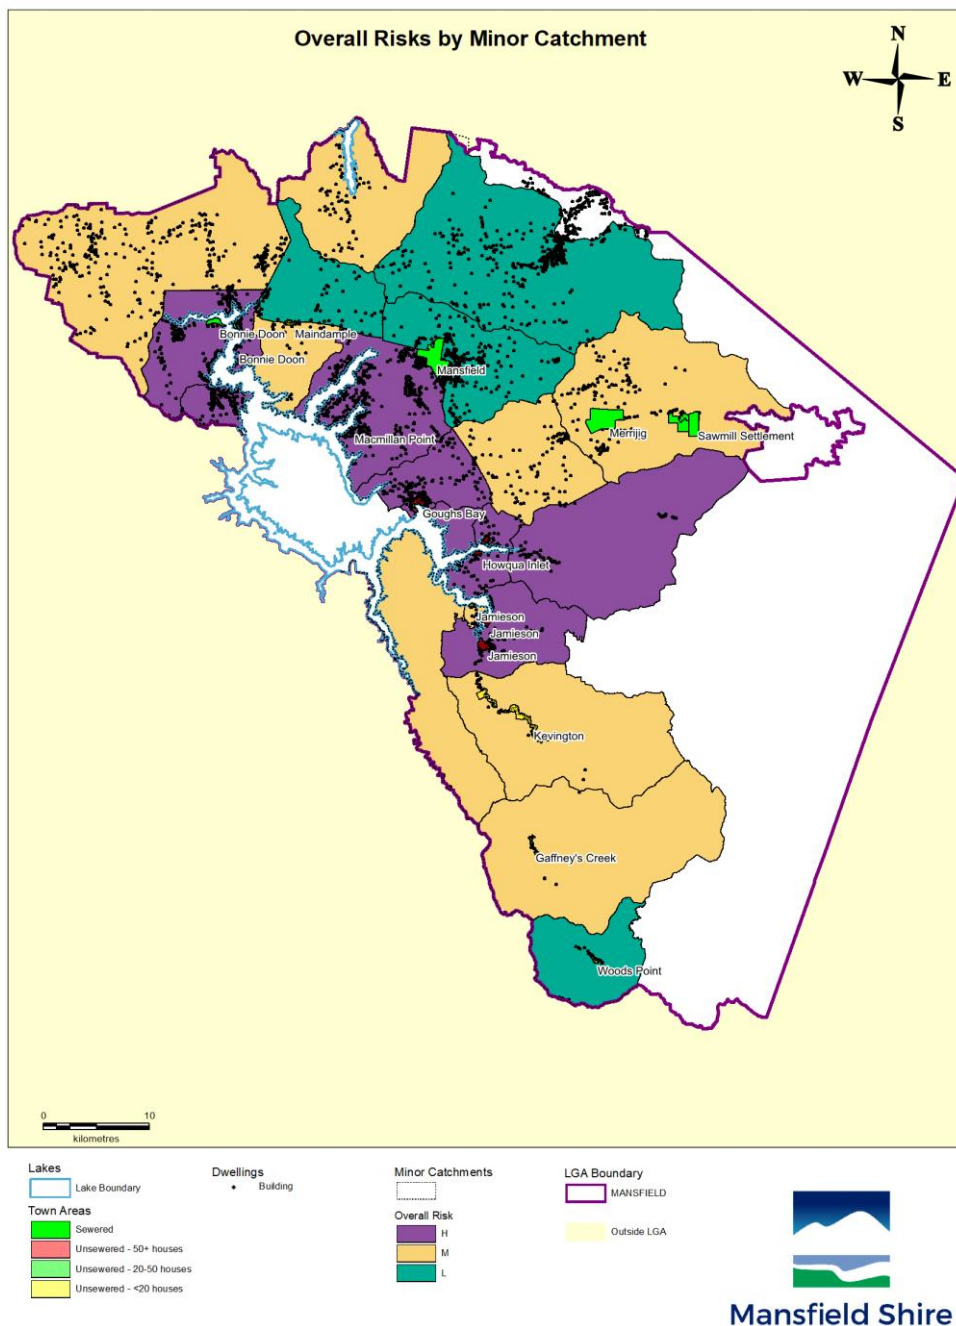 Overall Risks by Minor Catchment
N
W E
S
Bonnie Doon
Maindample
Bonnie Doon
Mansfield
Macmillan Point
Merrijig
Sawmill Settlement
Goughs Bay
Howqua Inlet
Jamieson
Jamieson
Jamieson
Kevington
Gaffney's Creek
Woods Point
0 10
kilometres
Lakes
Lake Boundary
Town Areas
Sewered
Unsewered - 50+ houses
Unsewered - 20-50 houses
Unsewered - <20 houses
Dwellings
Building
Minor Catchments
Overall Risk
H
M
L
LGA Boundary
MANSFIELD
Outside LGA
Mansfield Shire